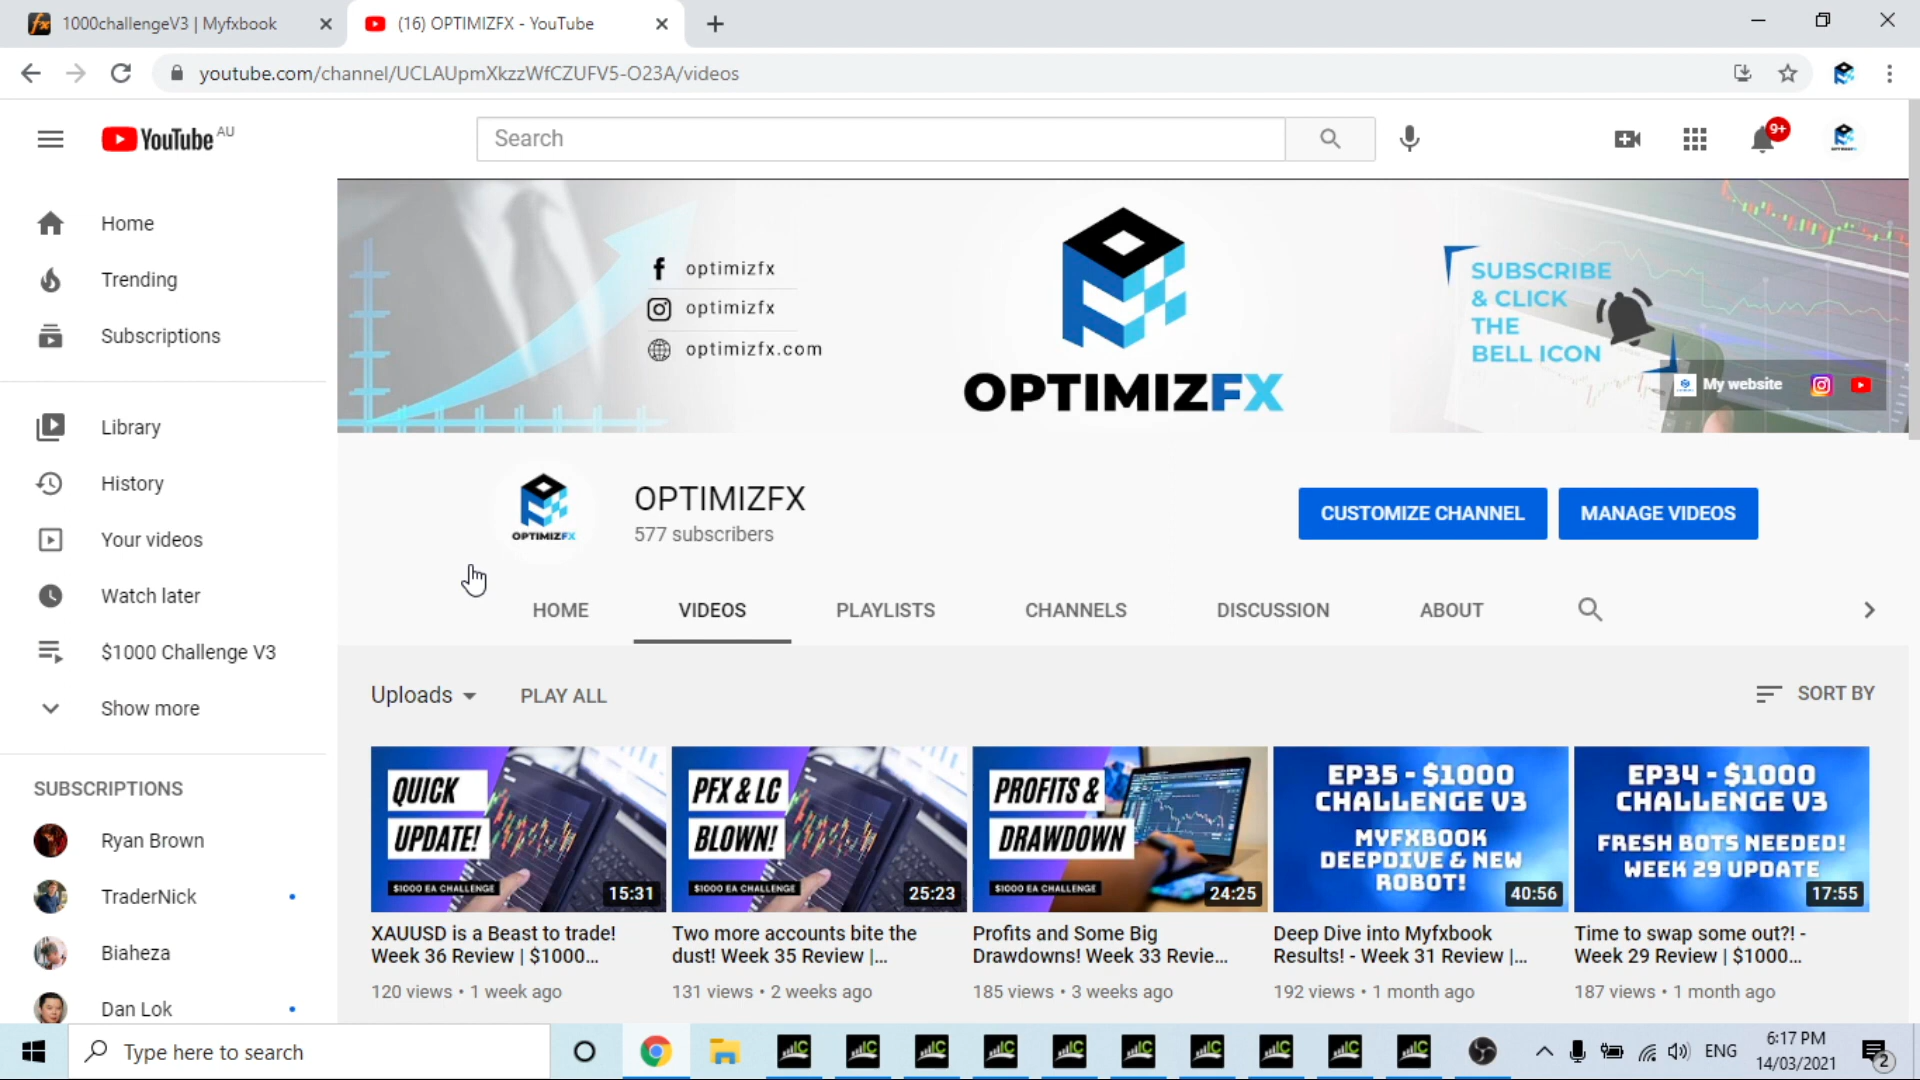 1000challengeV3 | Myfxbook
(16) OPTIMIZFX - YouTube
youtube.com/channel/UCLAUpmXkzzWfCZUFV5-O23A/videos
YouTube AU
Search
9+
Home
Trending
Subscriptions
Library
History
Your videos
Watch later
$1000 Challenge V3
Show more
SUBSCRIPTIONS
Ryan Brown
TraderNick
Biaheza
Dan Lok
optimizfx
optimizfx
optimizfx.com
OPTIMIZFX
SUBSCRIBE
& CLICK
THE
BELL ICON
My website
OPTIMIZFX
OPTIMIZFX
577 subscribers
CUSTOMIZE CHANNEL
MANAGE VIDEOS
HOME
VIDEOS
PLAYLISTS
CHANNELS
DISCUSSION
ABOUT
Uploads
PLAY ALL
SORT BY
QUICK
UPDATE!
$1000 EA CHALLENGE
15:31
XAUUSD is a Beast to trade!
Week 36 Review | $1000...
120 views • 1 week ago
PFX & LC
BLOWN!
$1000 EA CHALLENGE
25:23
Two more accounts bite the
dust! Week 35 Review |...
131 views • 2 weeks ago
PROFITS &
DRAWDOWN
$1000 EA CHALLENGE
24:25
Profits and Some Big
Drawdowns! Week 33 Revie...
185 views • 3 weeks ago
EP35 - $1000
CHALLENGE V3
MYFXBOOK
DEEPDIVE & NEW
ROBOT!
40:56
Deep Dive into Myfxbook
Results! - Week 31 Review |...
192 views • 1 month ago
EP34 - $1000
CHALLENGE V3
FRESH BOTS NEEDED!
WEEK 29 UPDATE
17:55
Time to swap some out?! -
Week 29 Review | $1000...
187 views • 1 month ago
Type here to search
IC
IC
IC
IC
IC
IC
IC
IC
IC
IC
ENG
6:17 PM
14/03/2021
2